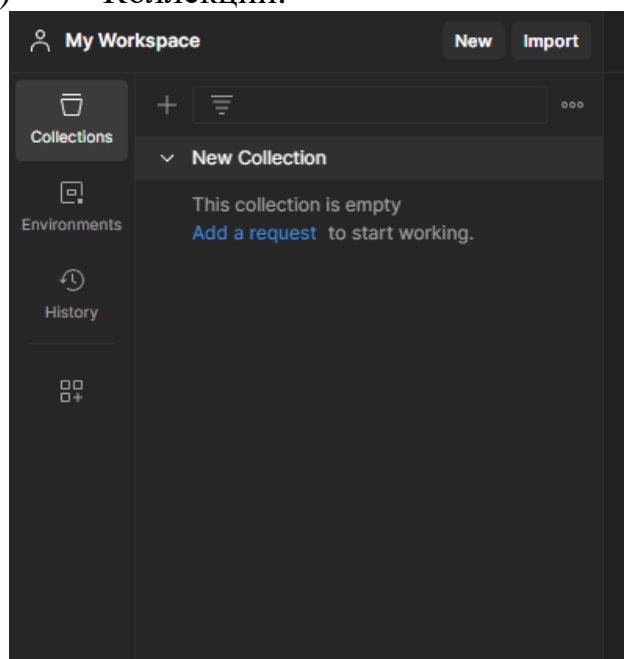 ) Коллекции.
My Workspace New Import
Collections
New Collection
This collection is empty
Environments
Add a request to start working.
History